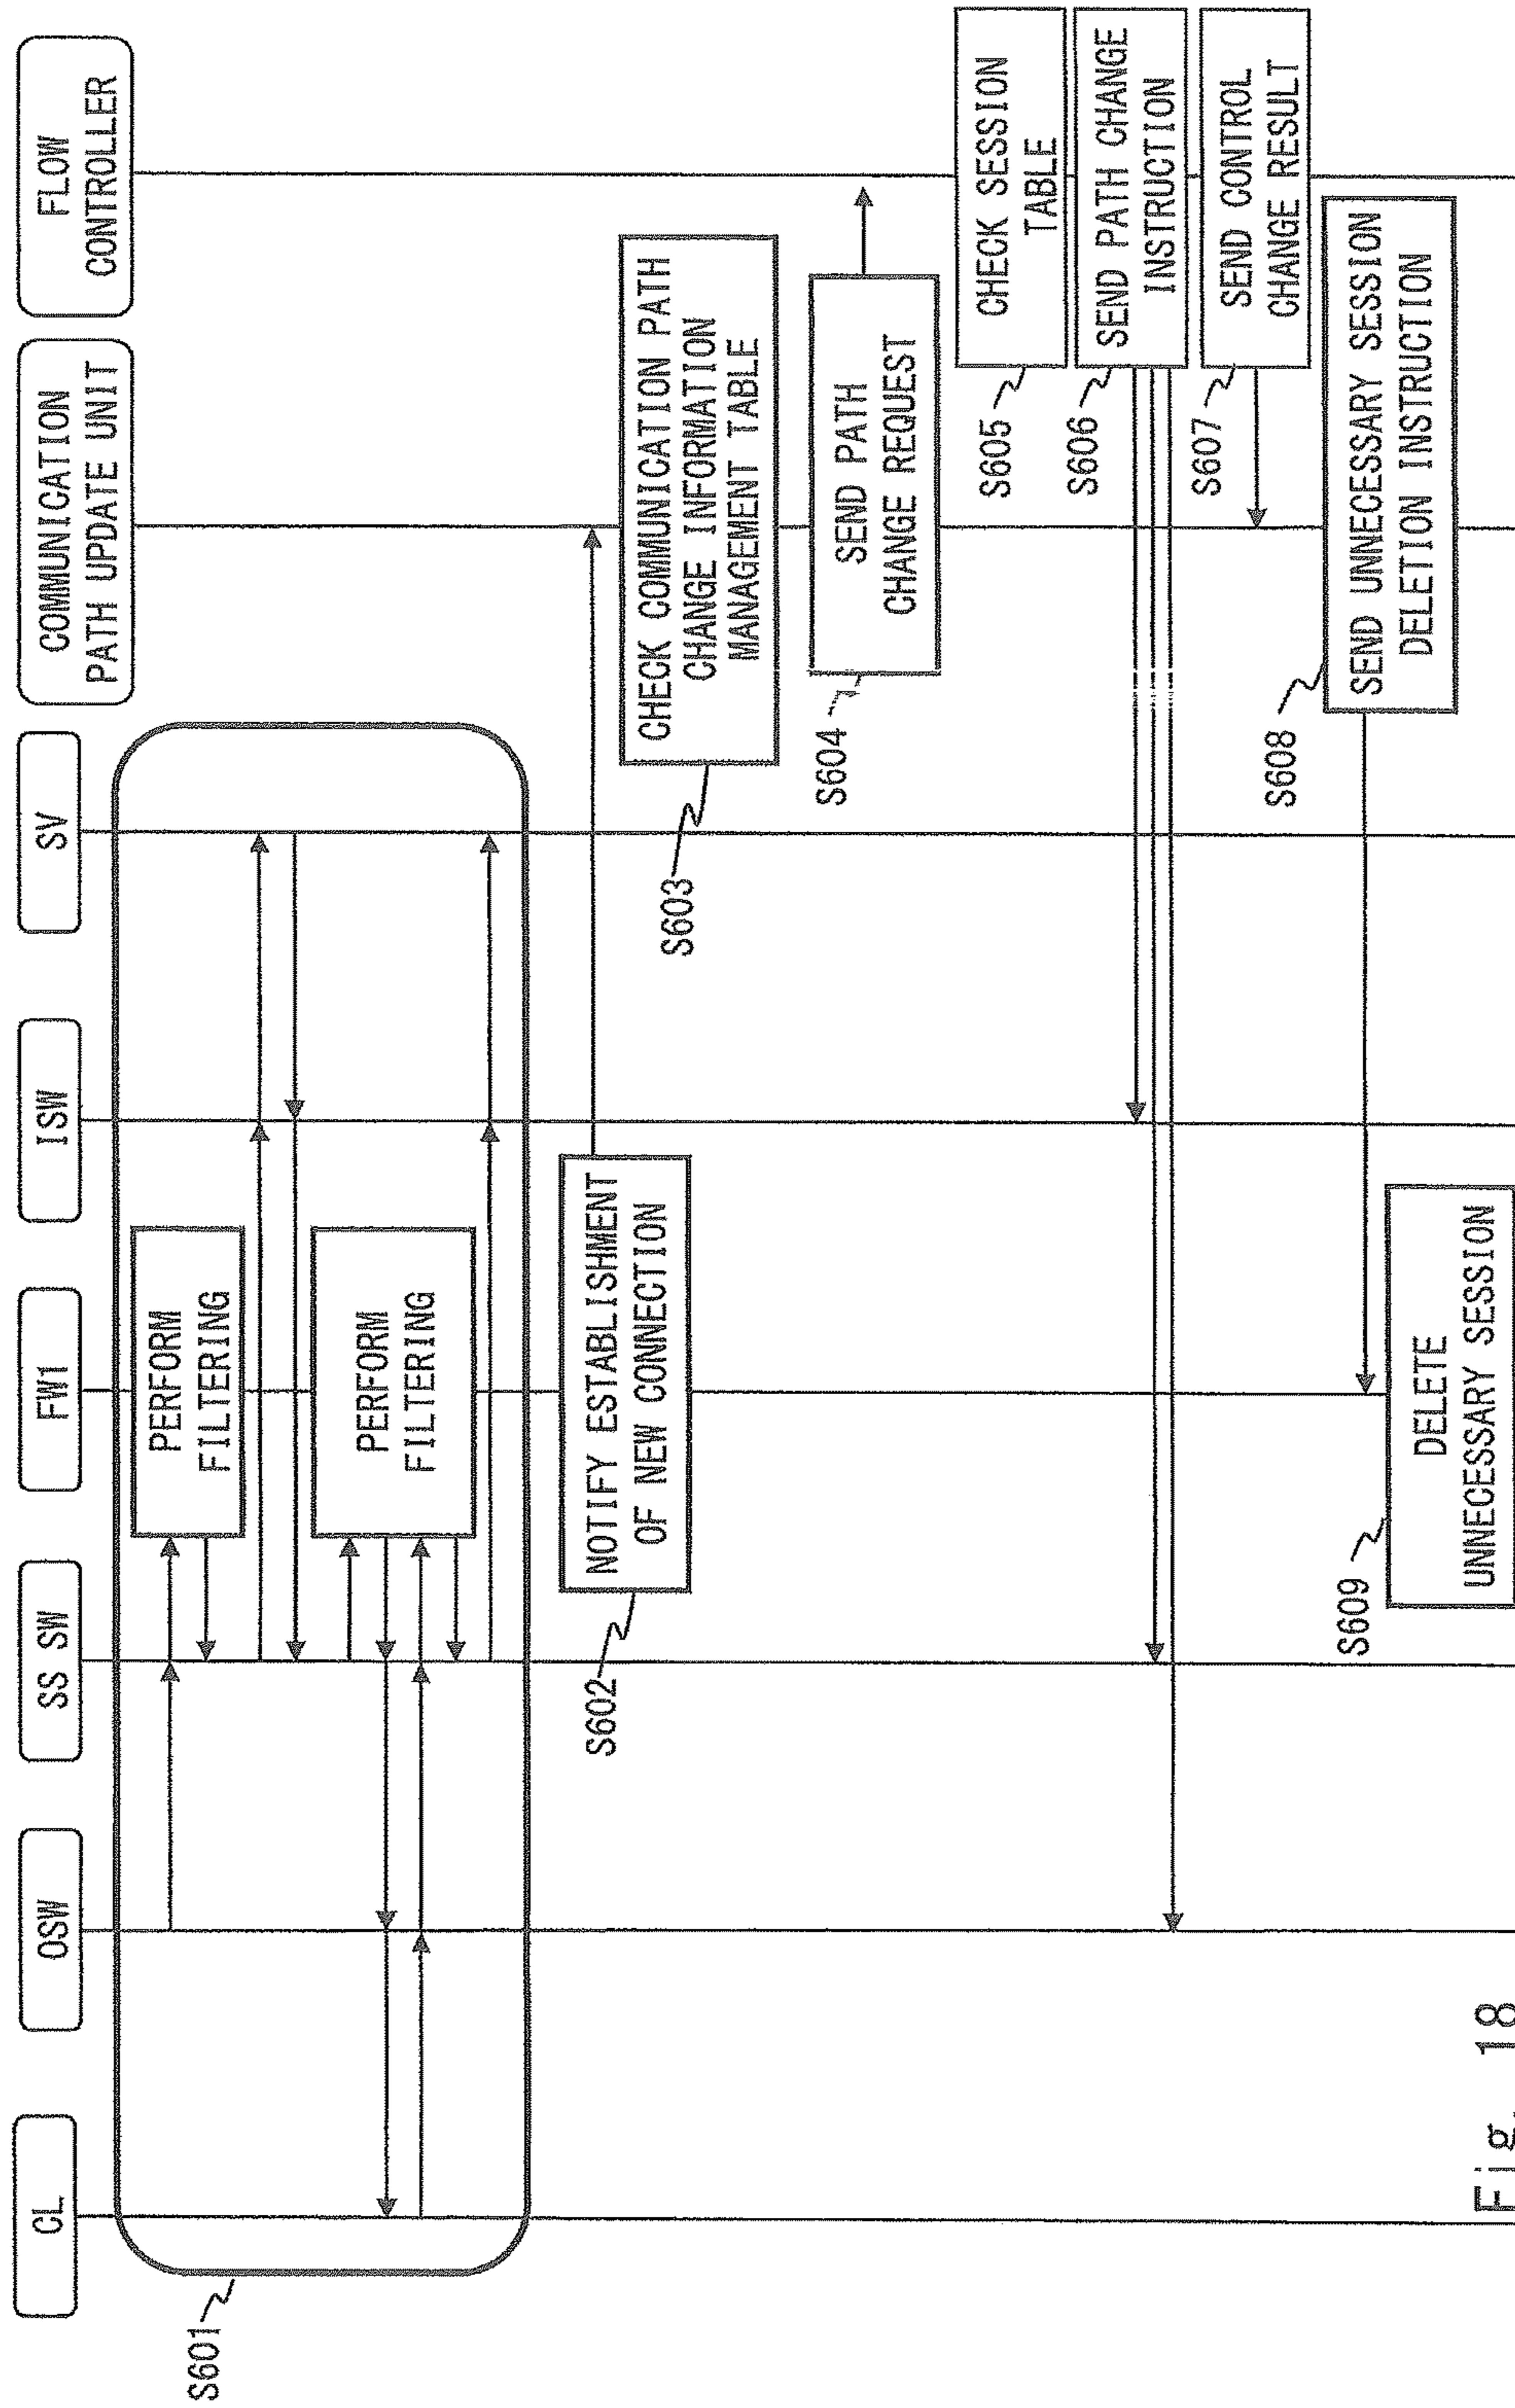 CL
OSW
SS SW
FW1
ISW
SV
COMMUNICATION
PATH UPDATE UNIT
FLOW
CONTROLLER
S601
PERFORM
FILTERING
PERFORM
FILTERING
S602
NOTIFY ESTABLISHMENT
OF NEW CONNECTION
S603
CHECK COMMUNICATION PATH
CHANGE INFORMATION
MANAGEMENT TABLE
S604
SEND PATH
CHANGE REQUEST
S605
CHECK SESSION
TABLE
S606
SEND PATH CHANGE
INSTRUCTION
S607
SEND CONTROL
CHANGE RESULT
S608
SEND UNNECESSARY SESSION
DELETION INSTRUCTION
S609
DELETE
UNNECESSARY SESSION
Fig. 18